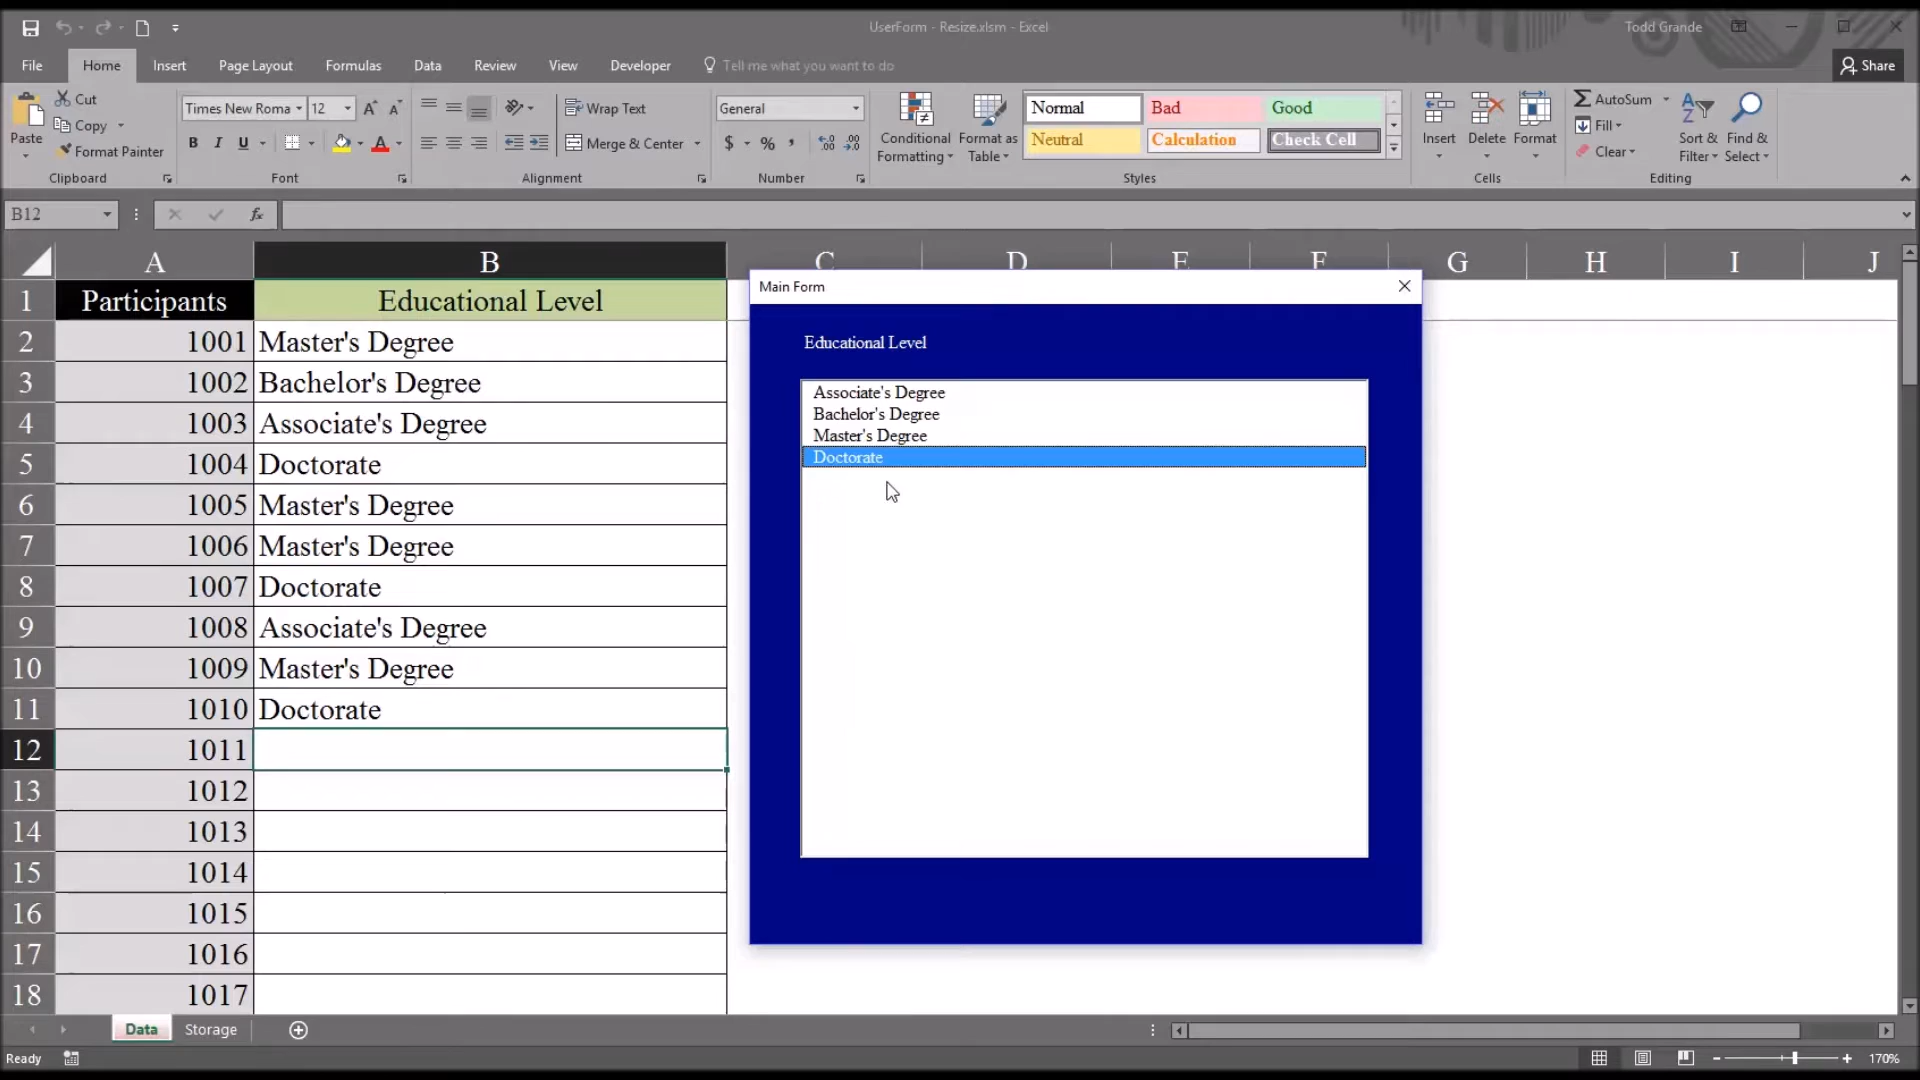 UserForm - Resize.xlsm - Excel
Todd Grande
File Home Insert Page Layout Formulas Data Review View Developer Tell me what you want to do
Share
Paste
Cut
Copy
Format Painter
Clipboard
Times New Roma 12
B I U
Font
Wrap Text
Merge & Center
Alignment
General
$ % ,
Number
Conditional Formatting
Format as Table
Normal Bad Good
Neutral Calculation Check Cell
Styles
Insert Delete Format
Cells
AutoSum
Fill
Clear
Sort & Filter
Find & Select
Editing
B12
fx
A B C D E F G H I J
1 Participants Educational Level
2 1001 Master's Degree
3 1002 Bachelor's Degree
4 1003 Associate's Degree
5 1004 Doctorate
6 1005 Master's Degree
7 1006 Master's Degree
8 1007 Doctorate
9 1008 Associate's Degree
10 1009 Master's Degree
11 1010 Doctorate
12 1011
13 1012
14 1013
15 1014
16 1015
17 1016
18 1017
Main Form
Educational Level
Associate's Degree
Bachelor's Degree
Master's Degree
Doctorate
Data Storage
Ready
170%